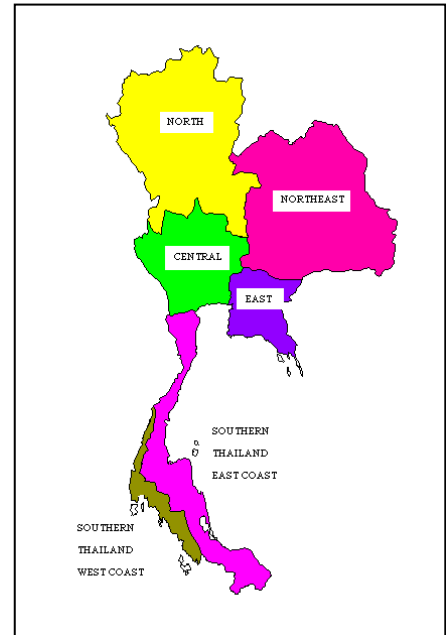 NORTH
NORTHEAST
CENTRAL
EAST
SOUTHERN
THAILAND
EAST COAST
SOUTHERN
THAILAND
WEST COAST